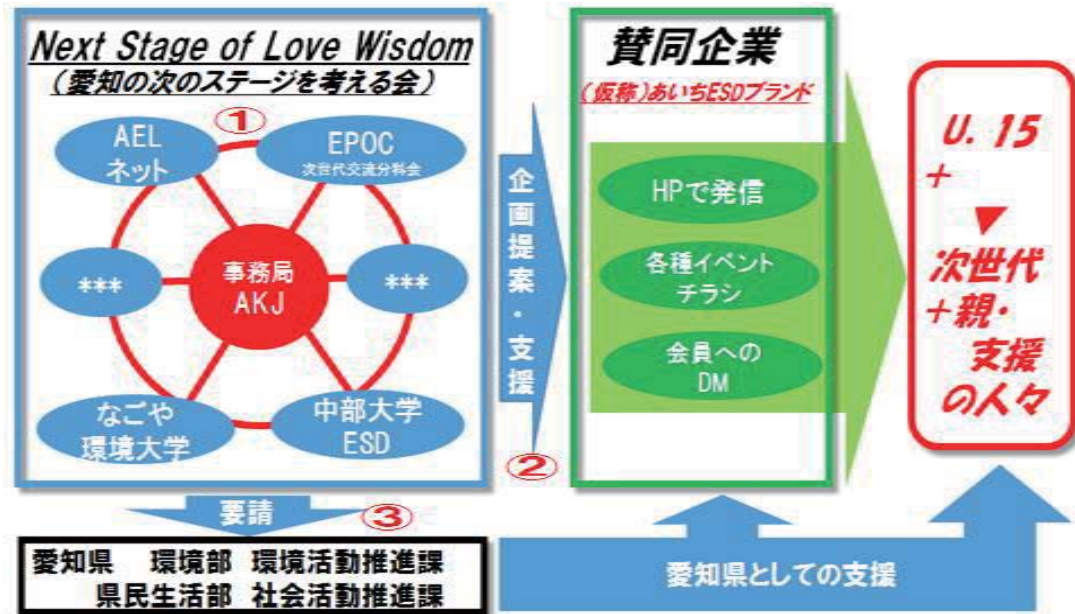 Next Stage of Love Wisdom
(愛知の次のステージを考える会)
①
AEL
ネット
EPOC
次世代交流分科会
***
事務局
AKJ
***
なごや
環境大学
中部大学
ESD
企画提案・支援
②
賛同企業
(仮称)あいちESDブランド
HPで発信
各種イベント
チラシ
会員への
DM
U. 15
+
▼
次世代
+親・
支援
の人々
要請
③
愛知県 環境部 環境活動推進課
県民生活部 社会活動推進課
愛知県としての支援